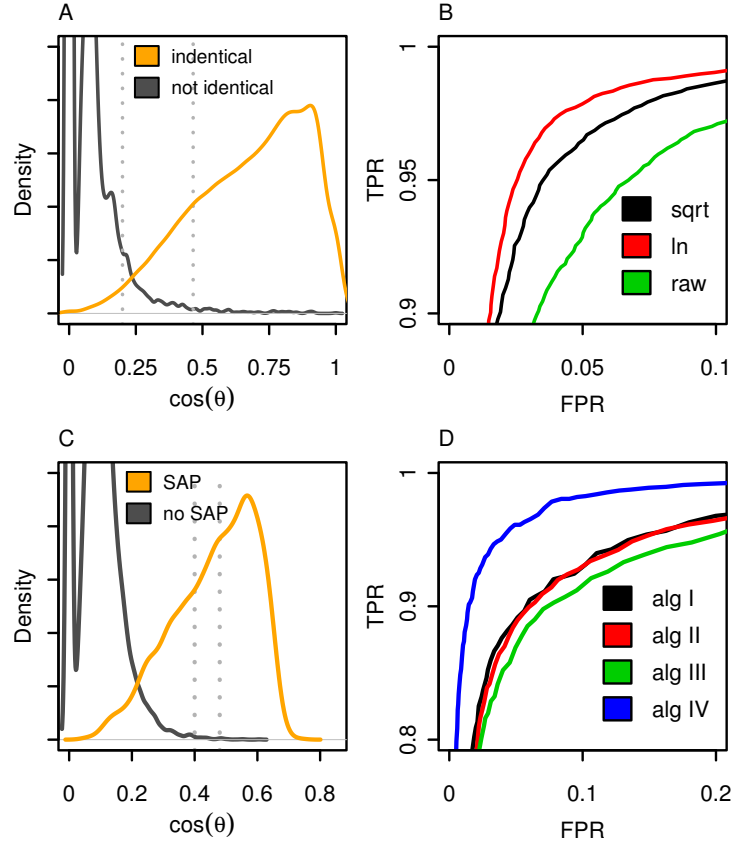 A
indentical
not identical
Density
0
0.25
0.5
0.75
1
cos(θ)
B
1
0.95
0.9
TPR
sqrt
ln
raw
0
0.05
0.1
FPR
C
SAP
no SAP
Density
0
0.2
0.4
0.6
0.8
cos(θ)
D
1
0.9
0.8
TPR
alg I
alg II
alg III
alg IV
0
0.1
0.2
FPR